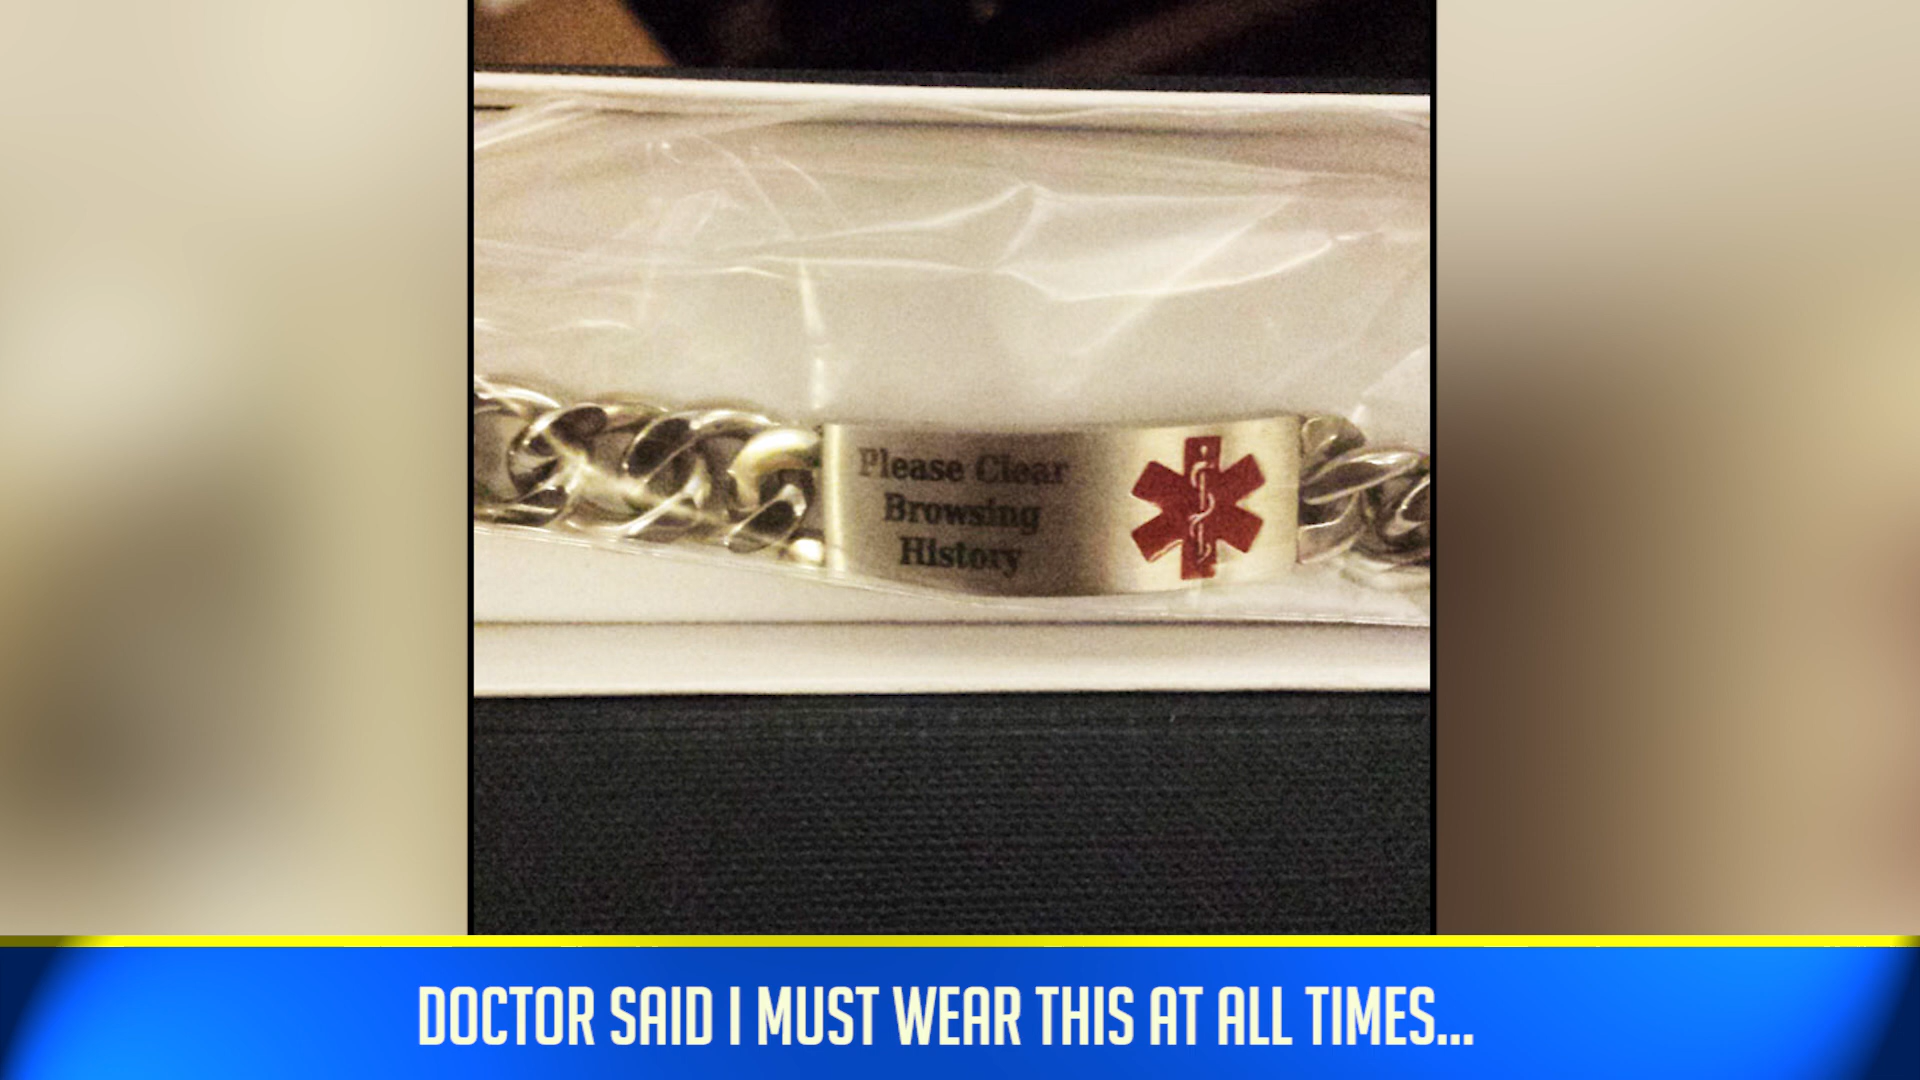 Please Clear
Browsing
History
DOCTOR SAID I MUST WEAR THIS AT ALL TIMES...